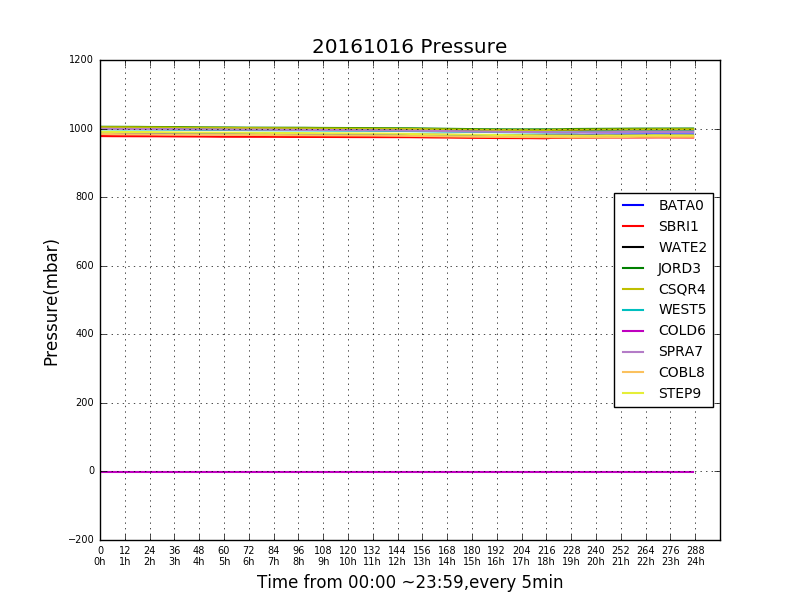 20161016 Pressure
1200
1000
800
600
400
200
0
−200
Pressure(mbar)
BATA0
SBRI1
WATE2
JORD3
CSQR4
WEST5
COLD6
SPRA7
COBL8
STEP9
0 12 24 36 48 60 72 84 96 108 120 132 144 156 168 180 192 204 216 228 240 252 264 276 288
0h 1h 2h 3h 4h 5h 6h 7h 8h 9h 10h 11h 12h 13h 14h 15h 16h 17h 18h 19h 20h 21h 22h 23h 24h
Time from 00:00 ~23:59,every 5min